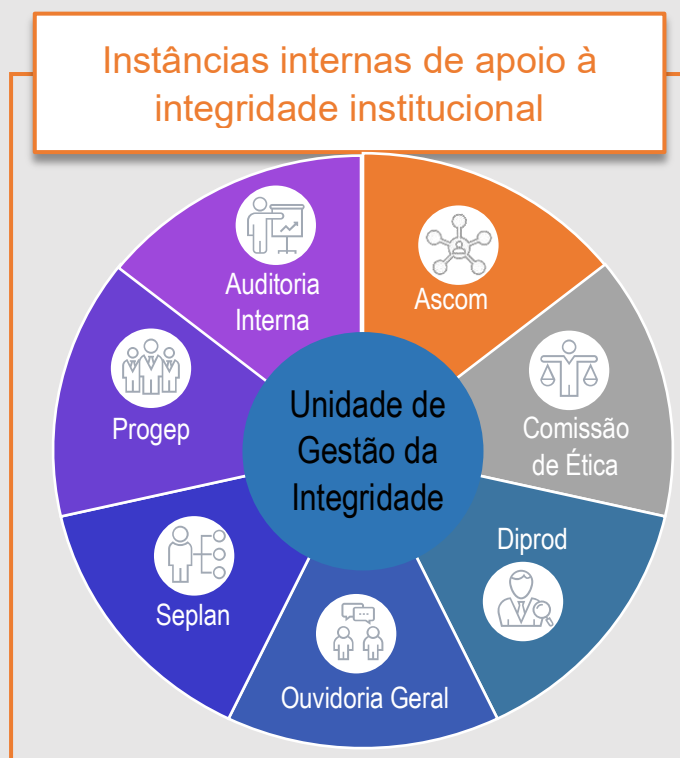 Instâncias internas de apoio à
integridade institucional
Auditoria
Interna
Ascom
Progep
Unidade de
Gestão da
Integridade
Comissão
de Ética
Diprod
Seplan
Ouvidoria Geral